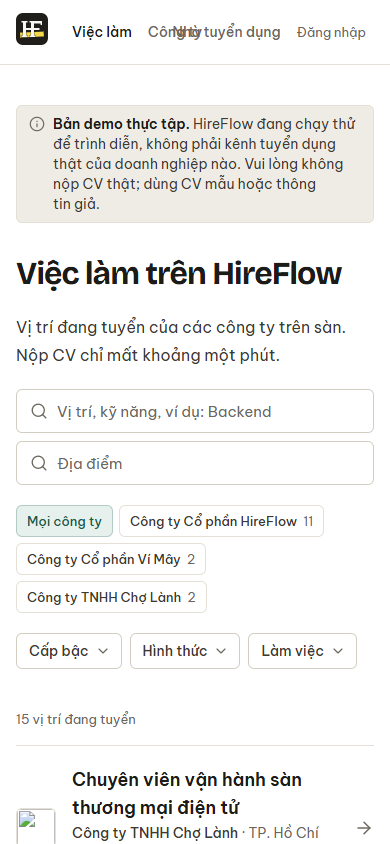 HF
Việc làm
Công ty
Nhà tuyển dụng
Đăng nhập
Bản demo thực tập. HireFlow đang chạy thử
để trình diễn, không phải kênh tuyển dụng
thật của doanh nghiệp nào. Vui lòng không
nộp CV thật; dùng CV mẫu hoặc thông
tin giả.
Việc làm trên HireFlow
Vị trí đang tuyển của các công ty trên sàn.
Nộp CV chỉ mất khoảng một phút.
Vị trí, kỹ năng, ví dụ: Backend
Địa điểm
Mọi công ty
Công ty Cổ phần HireFlow 11
Công ty Cổ phần Ví Mây 2
Công ty TNHH Chợ Lành 2
Cấp bậc
Hình thức
Làm việc
15 vị trí đang tuyển
Chuyên viên vận hành sàn
thương mại điện tử
Công ty TNHH Chợ Lành · TP. Hồ Chí